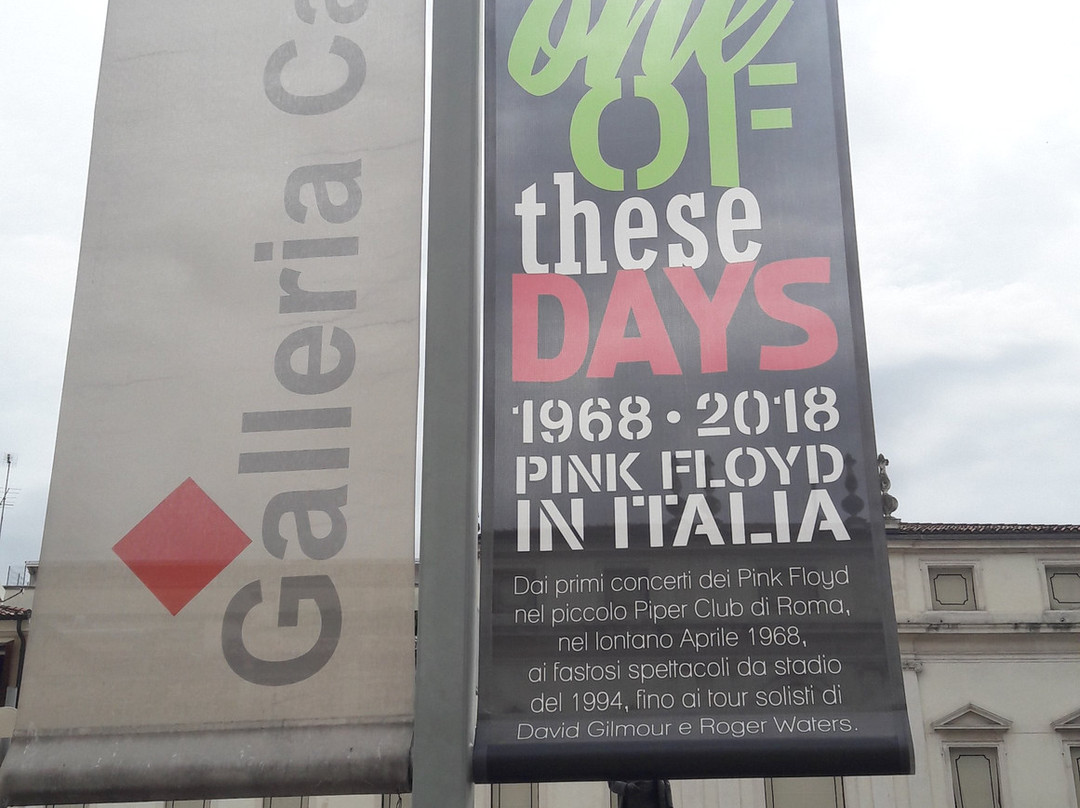 Galleria Ca
one
OF
these
DAYS
1968 • 2018
PINK FLOYD
IN ITALIA
Dai primi concerti dei Pink Floyd
nel piccolo Piper Club di Roma,
nel lontano Aprile 1968,
ai fastosi spettacoli da stadio
del 1994, fino ai tour solisti di
David Gilmour e Roger Waters.